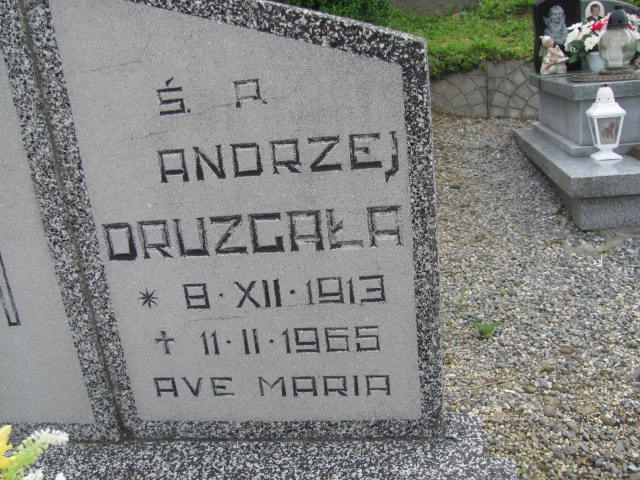 Ś. P.
ANDRZEJ
DRUZGAŁA
* 8 · XII · 1913
✝ 11 · II · 1965
AVE MARIA